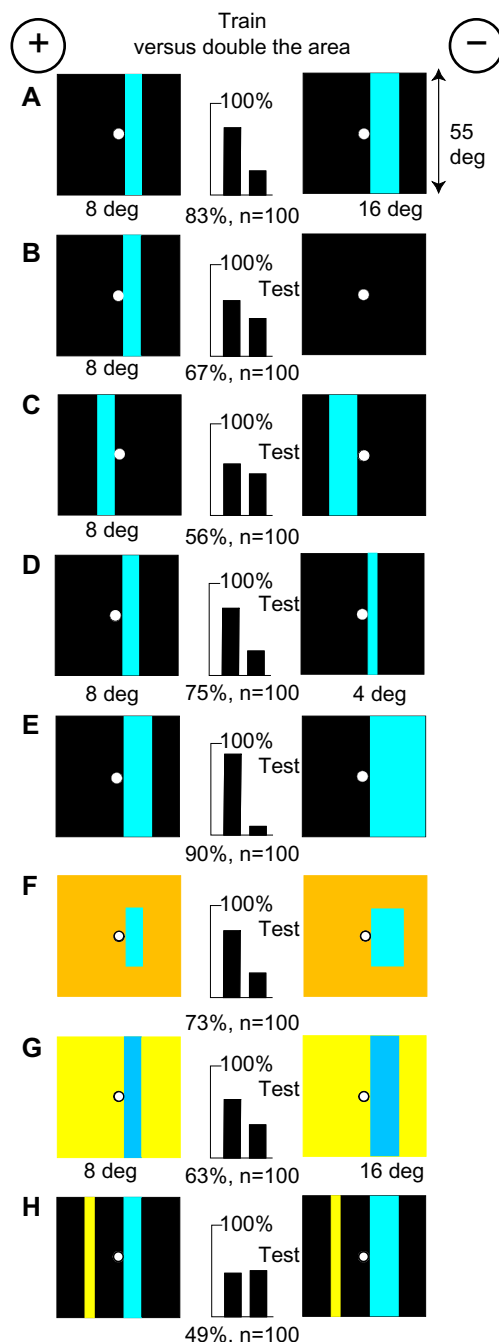 +
Train
−
versus double the area
A
100%
55
deg
8 deg
83%, n=100
16 deg
B
100%
Test
8 deg
67%, n=100
C
100%
Test
8 deg
56%, n=100
D
100%
Test
8 deg
75%, n=100
4 deg
E
100%
Test
90%, n=100
F
100%
Test
73%, n=100
G
100%
Test
8 deg
63%, n=100
16 deg
H
100%
Test
49%, n=100